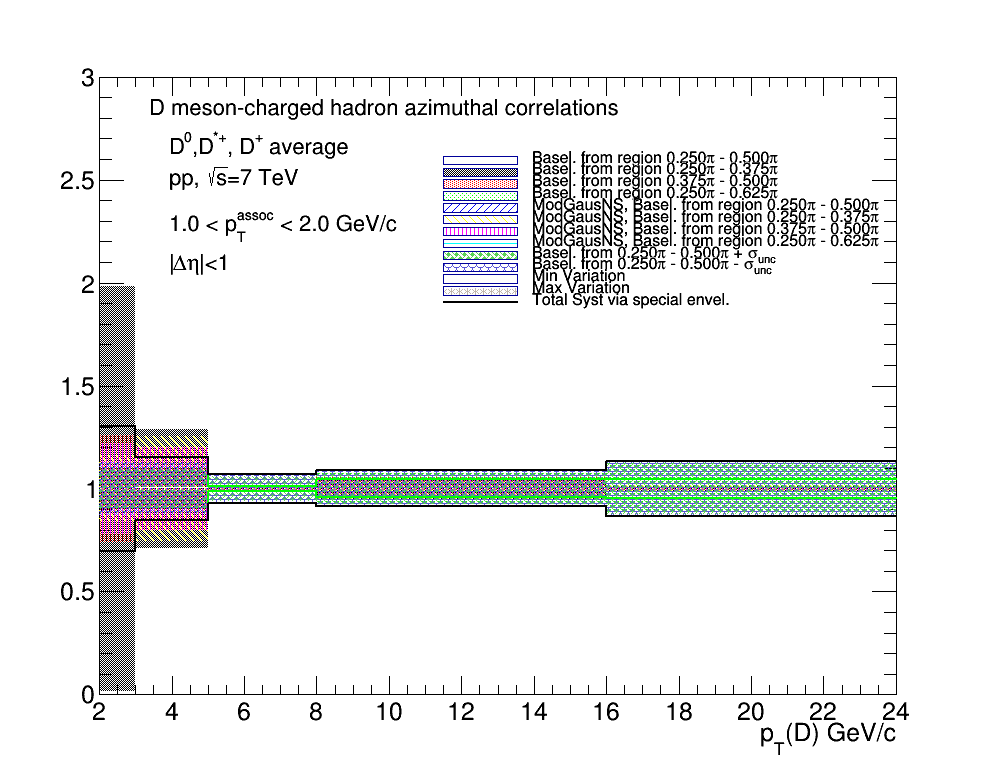 D meson-charged hadron azimuthal correlations
D⁰,D*⁺, D⁺ average
pp, √s=7 TeV
1.0 < p_T^assoc < 2.0 GeV/c
|Δη|<1
Basel. from region 0.250π - 0.500π
Basel. from region 0.250π - 0.375π
Basel. from region 0.375π - 0.500π
Basel. from region 0.250π - 0.625π
ModGausNS, Basel. from region 0.250π - 0.500π
ModGausNS, Basel. from region 0.250π - 0.375π
ModGausNS, Basel. from region 0.375π - 0.500π
ModGausNS, Basel. from region 0.250π - 0.625π
Basel. from 0.250π - 0.500π + σ_unc
Basel. from 0.250π - 0.500π - σ_unc
Min Variation
Max Variation
Total Syst via special envel.
3
2.5
2
1.5
1
0.5
0
2 4 6 8 10 12 14 16 18 20 22 24
p_T(D) GeV/c